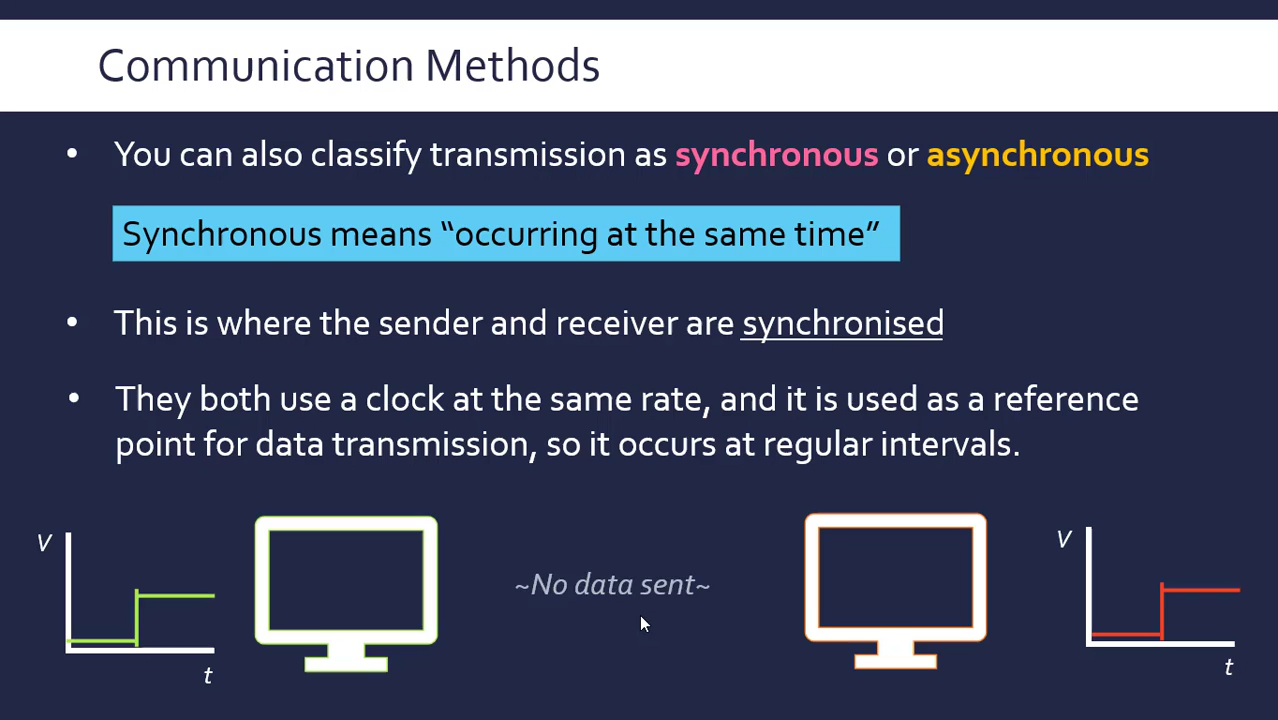 Communication Methods
• You can also classify transmission as synchronous or asynchronous
Synchronous means “occurring at the same time”
• This is where the sender and receiver are synchronised
• They both use a clock at the same rate, and it is used as a reference
point for data transmission, so it occurs at regular intervals.
V
~No data sent~
V
t
t